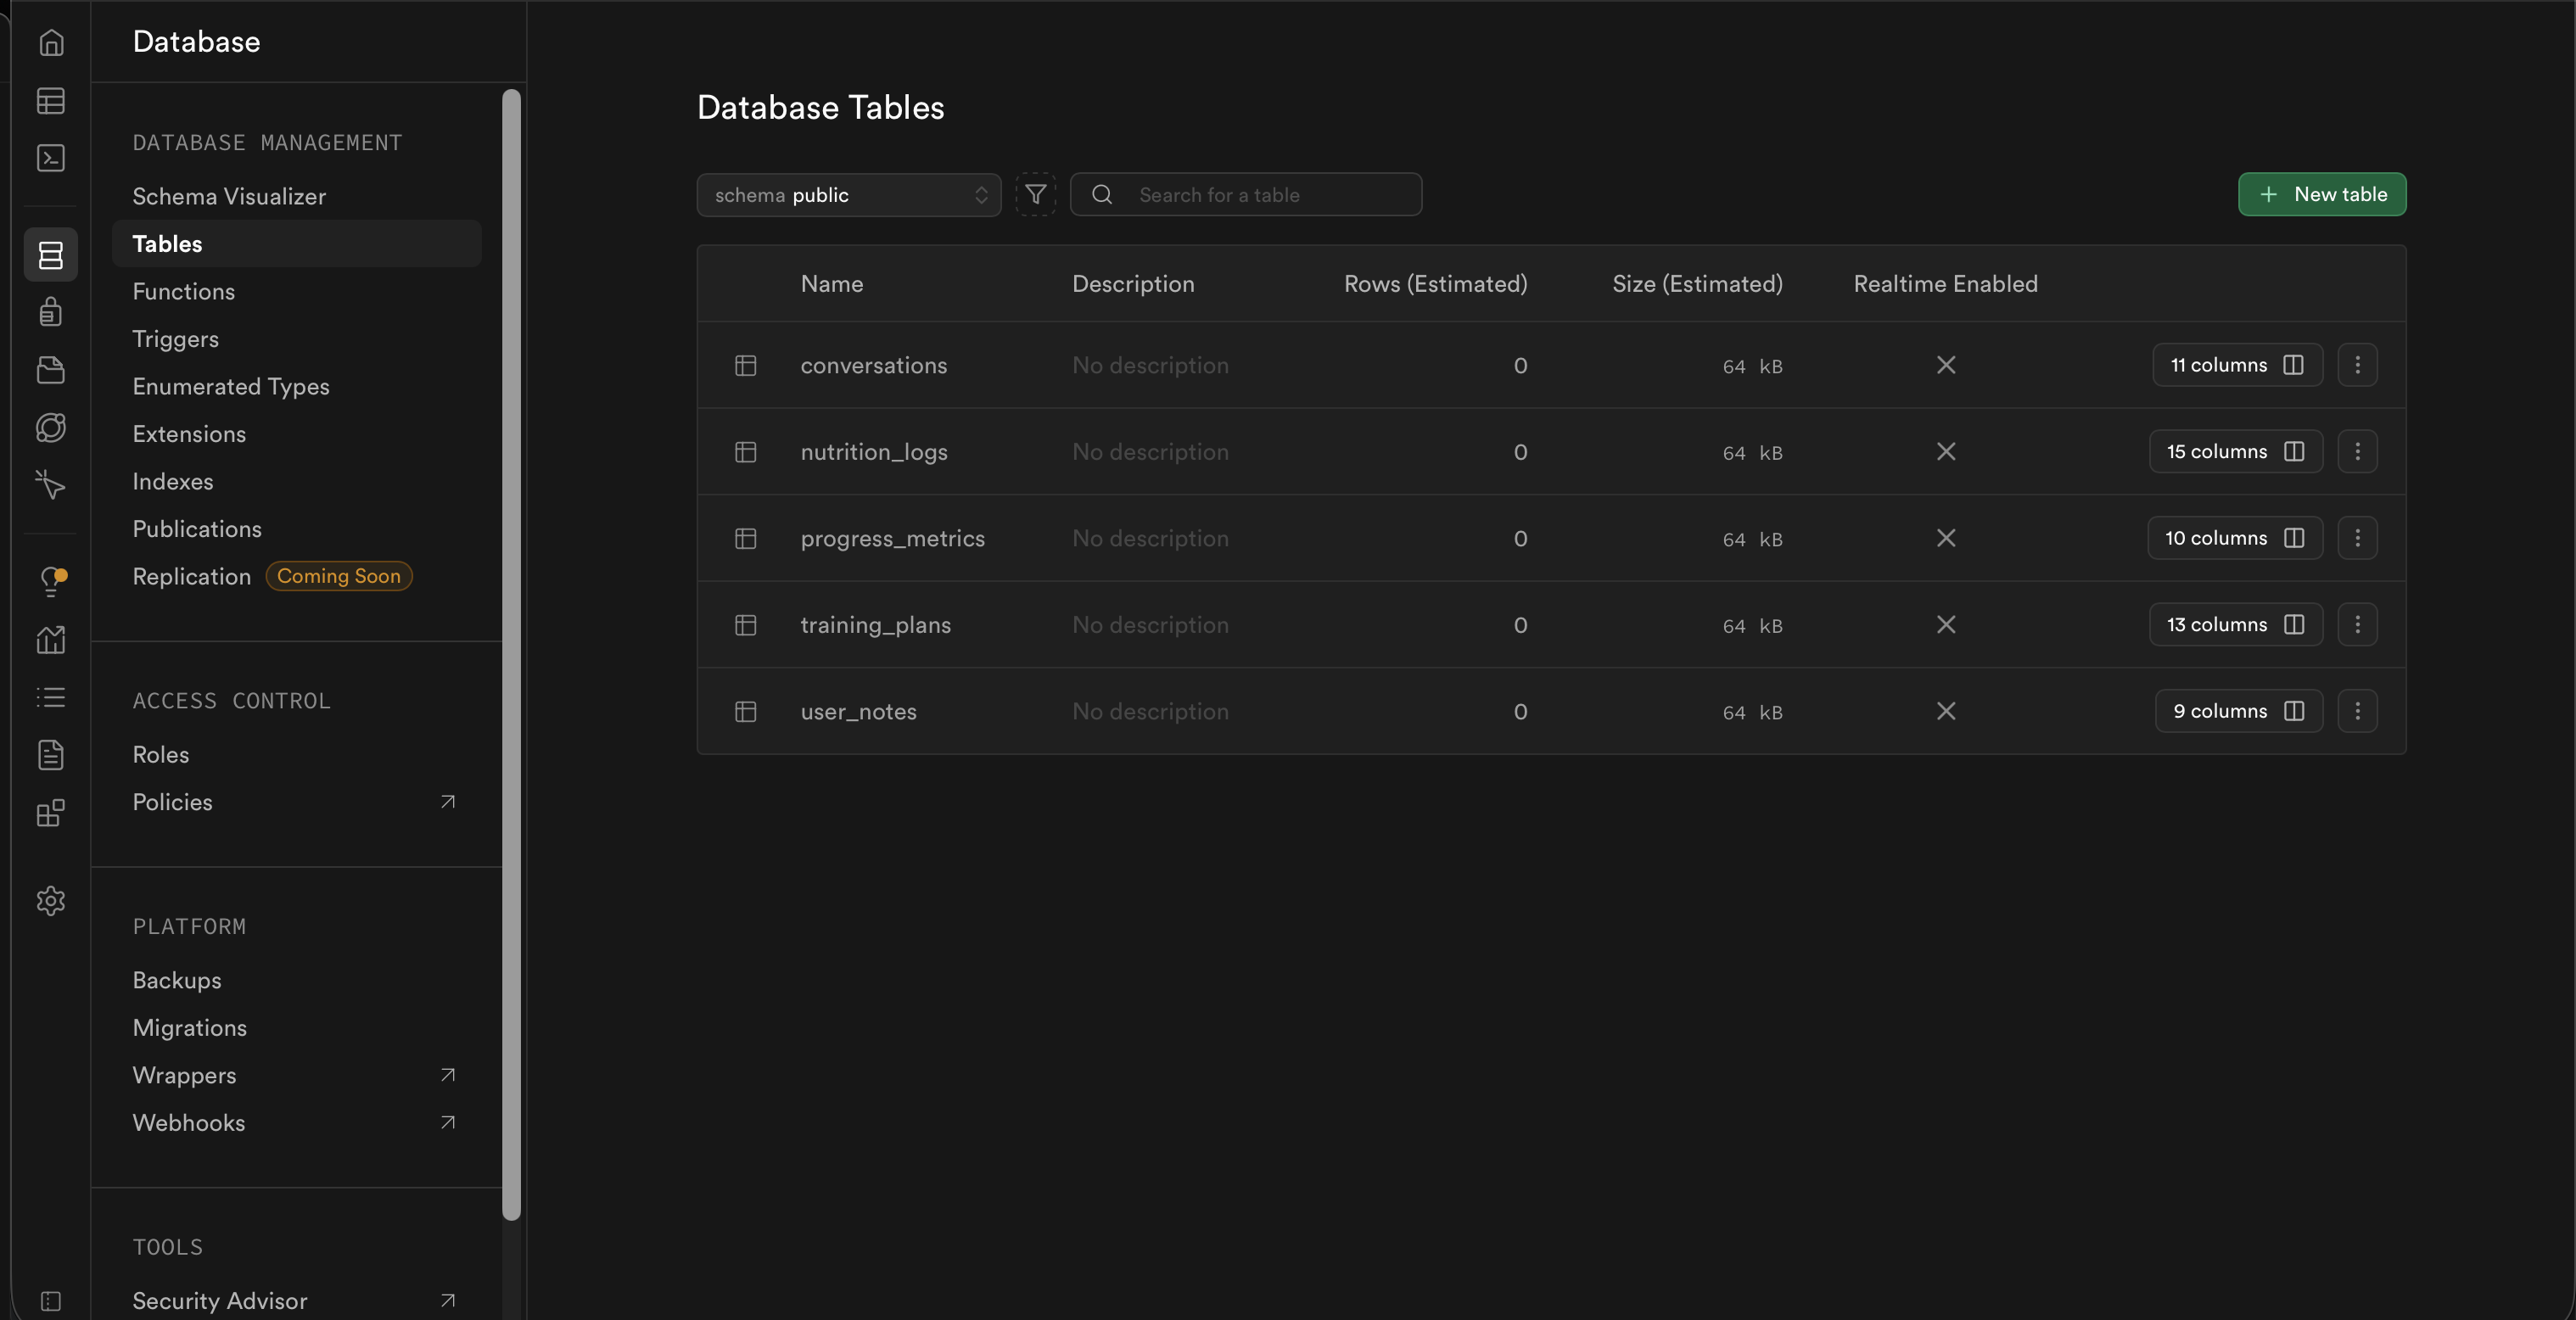 Database
DATABASE MANAGEMENT
Schema Visualizer
Tables
Functions
Triggers
Enumerated Types
Extensions
Indexes
Publications
Replication Coming Soon
ACCESS CONTROL
Roles
Policies
PLATFORM
Backups
Migrations
Wrappers
Webhooks
TOOLS
Security Advisor
Database Tables
schema public Search for a table New table
Name Description Rows (Estimated) Size (Estimated) Realtime Enabled
conversations No description 0 64 kB 11 columns
nutrition_logs No description 0 64 kB 15 columns
progress_metrics No description 0 64 kB 10 columns
training_plans No description 0 64 kB 13 columns
user_notes No description 0 64 kB 9 columns